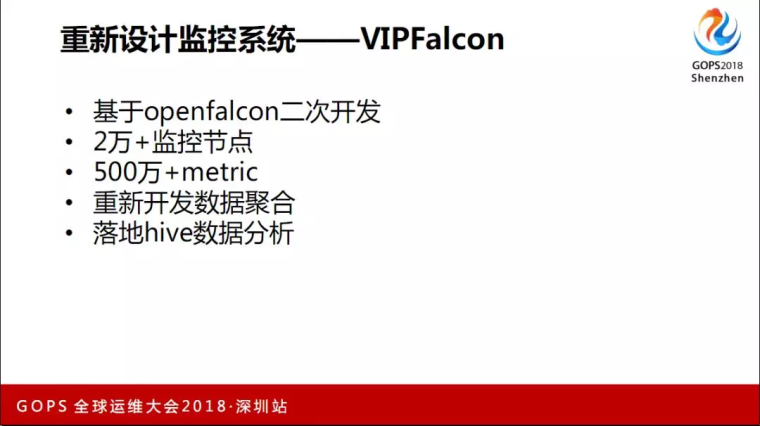 重新设计监控系统——VIPFalcon
GOPS2018
Shenzhen
• 基于openfalcon二次开发
• 2万+监控节点
• 500万+metric
• 重新开发数据聚合
• 落地hive数据分析
GOPS 全球运维大会2018·深圳站